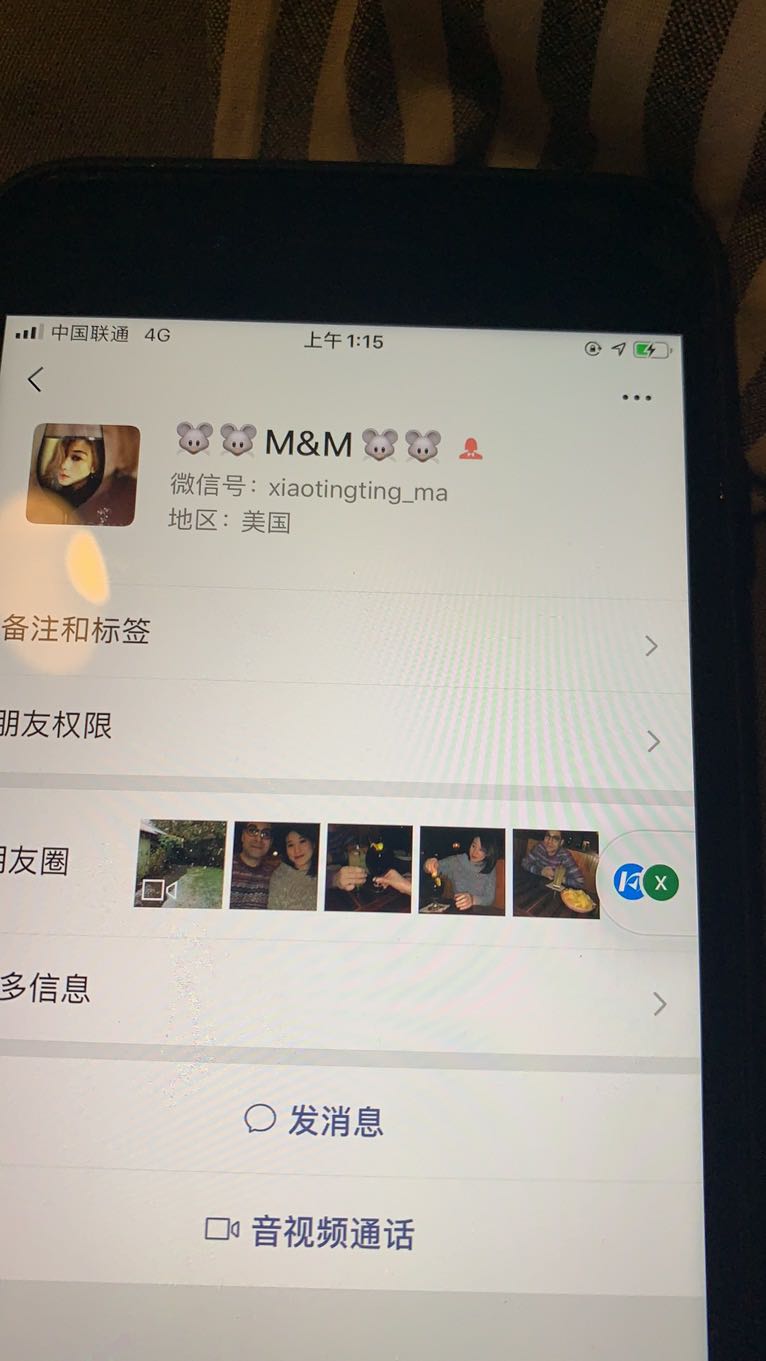 中国联通 4G 上午1:15
🐭🐭M&M🐭🐭
微信号：xiaotingting_ma
地区：美国
备注和标签
朋友权限
朋友圈
X
多信息
发消息
音视频通话